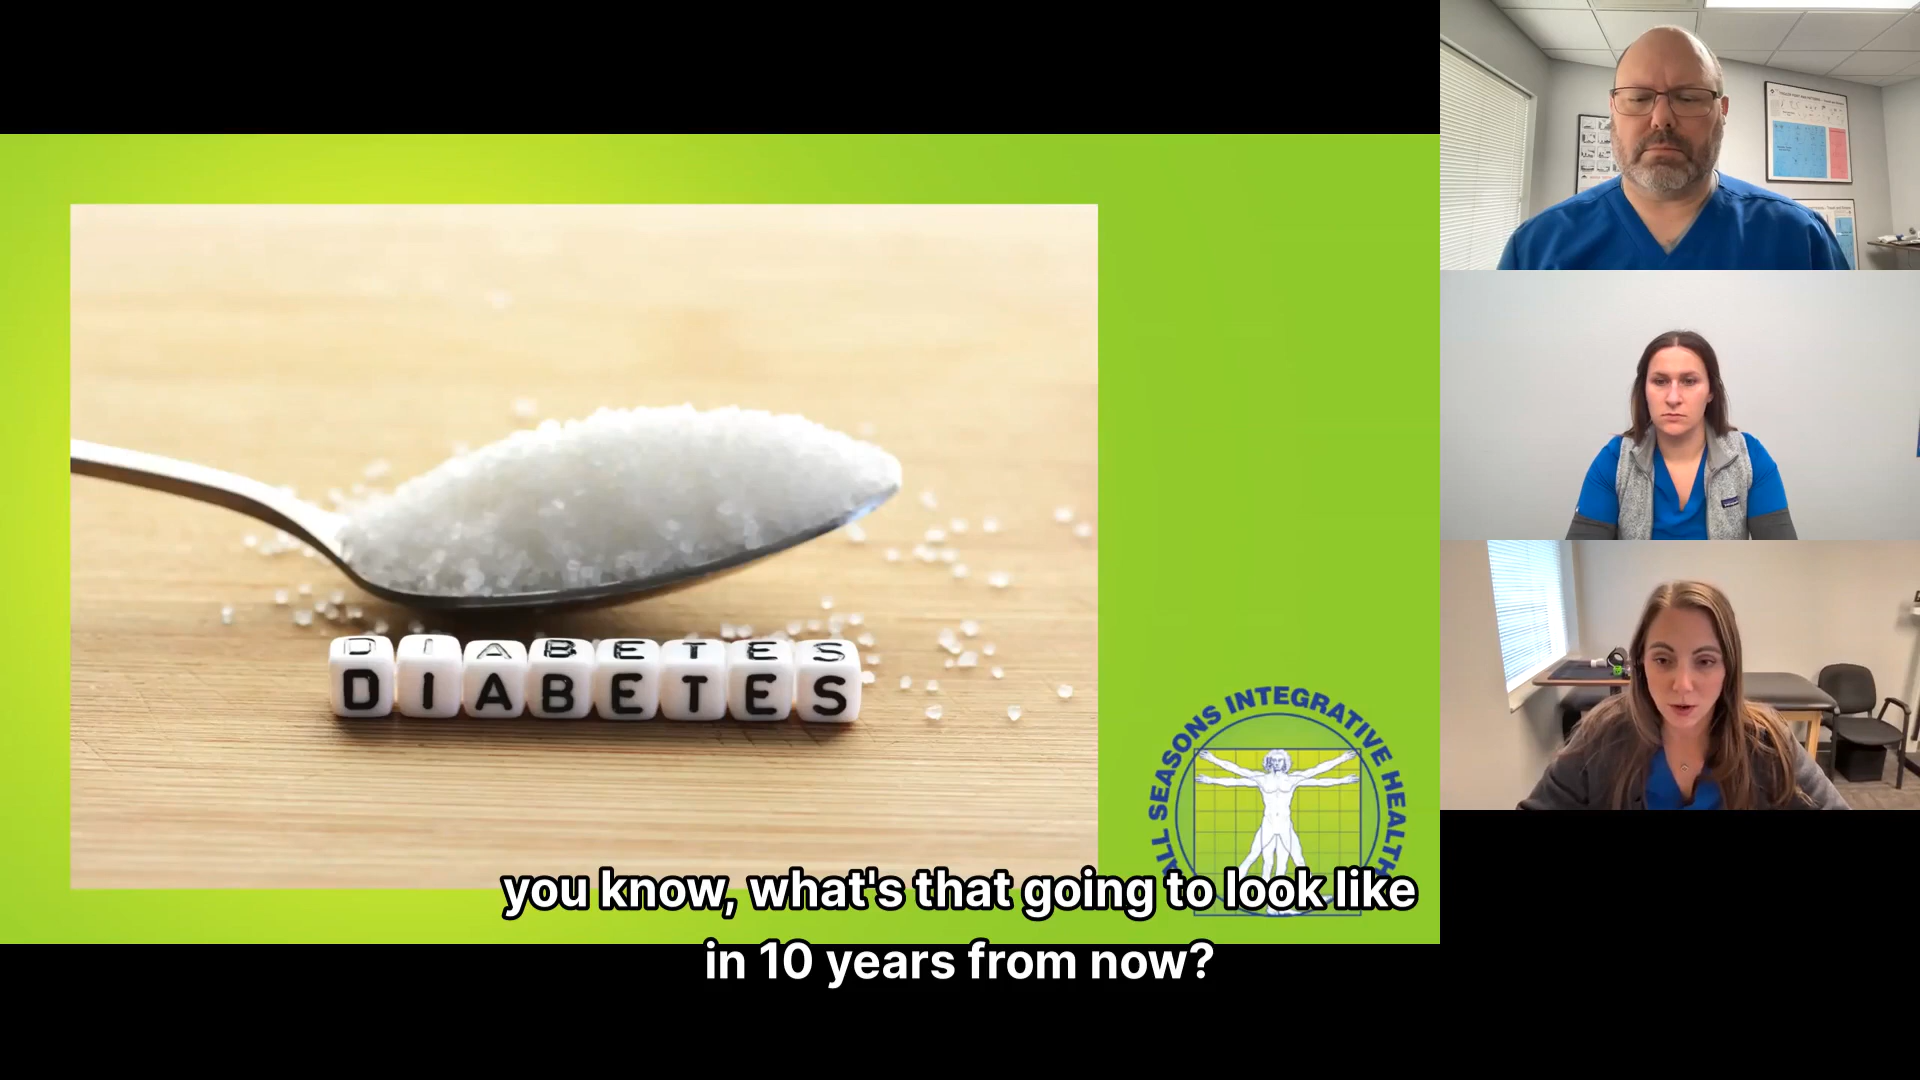 DIABETES
ALL SEASONS INTEGRATIVE HEALTH
you know, what's that going to look like
in 10 years from now?